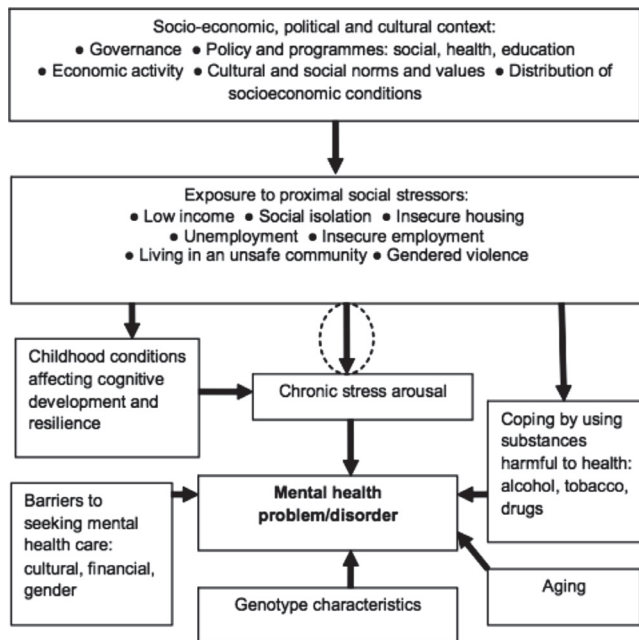 Socio-economic, political and cultural context:
● Governance ● Policy and programmes: social, health, education
● Economic activity ● Cultural and social norms and values ● Distribution of
socioeconomic conditions
Exposure to proximal social stressors:
● Low income ● Social isolation ● Insecure housing
● Unemployment ● Insecure employment
● Living in an unsafe community ● Gendered violence
Childhood conditions
affecting cognitive
development and
resilience
Chronic stress arousal
Coping by using
substances
harmful to health:
alcohol, tobacco,
drugs
Barriers to
seeking mental
health care:
cultural, financial,
gender
Mental health
problem/disorder
Aging
Genotype characteristics